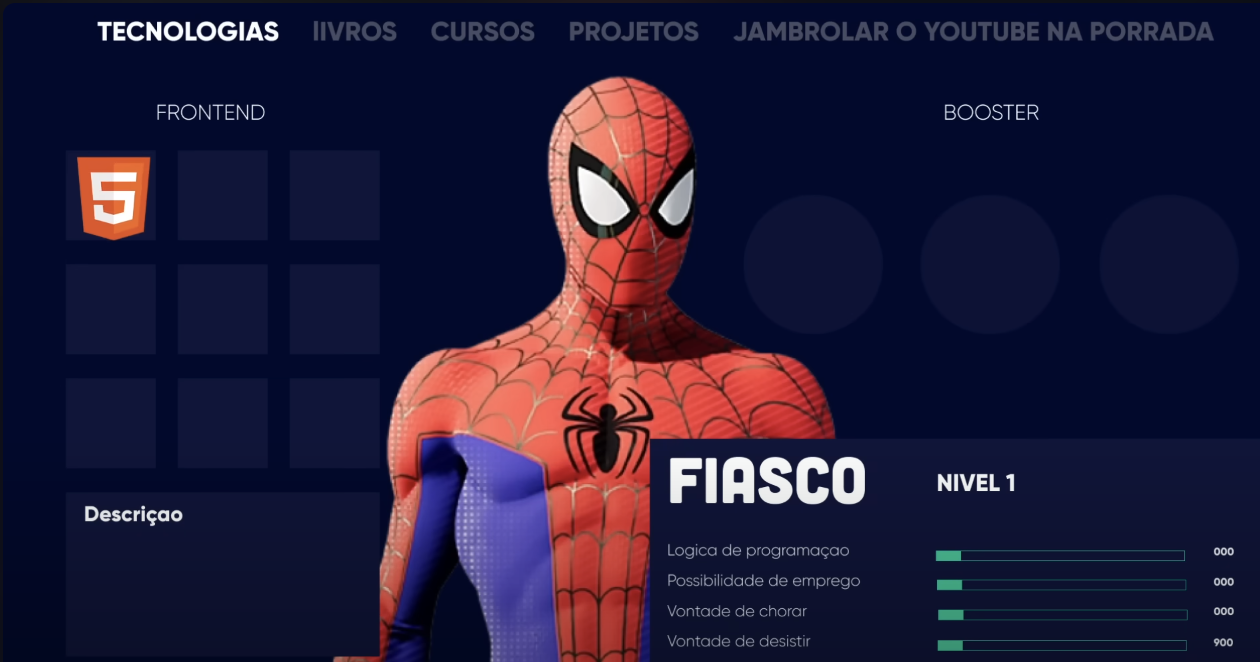 TECNOLOGIAS lIVROS CURSOS PROJETOS JAMBROLAR O YOUTUBE NA PORRADA
FRONTEND
BOOSTER
5
Descriçao
FIASCO
NIVEL 1
Logica de programaçao 000
Possibilidade de emprego 000
Vontade de chorar 000
Vontade de desistir 900